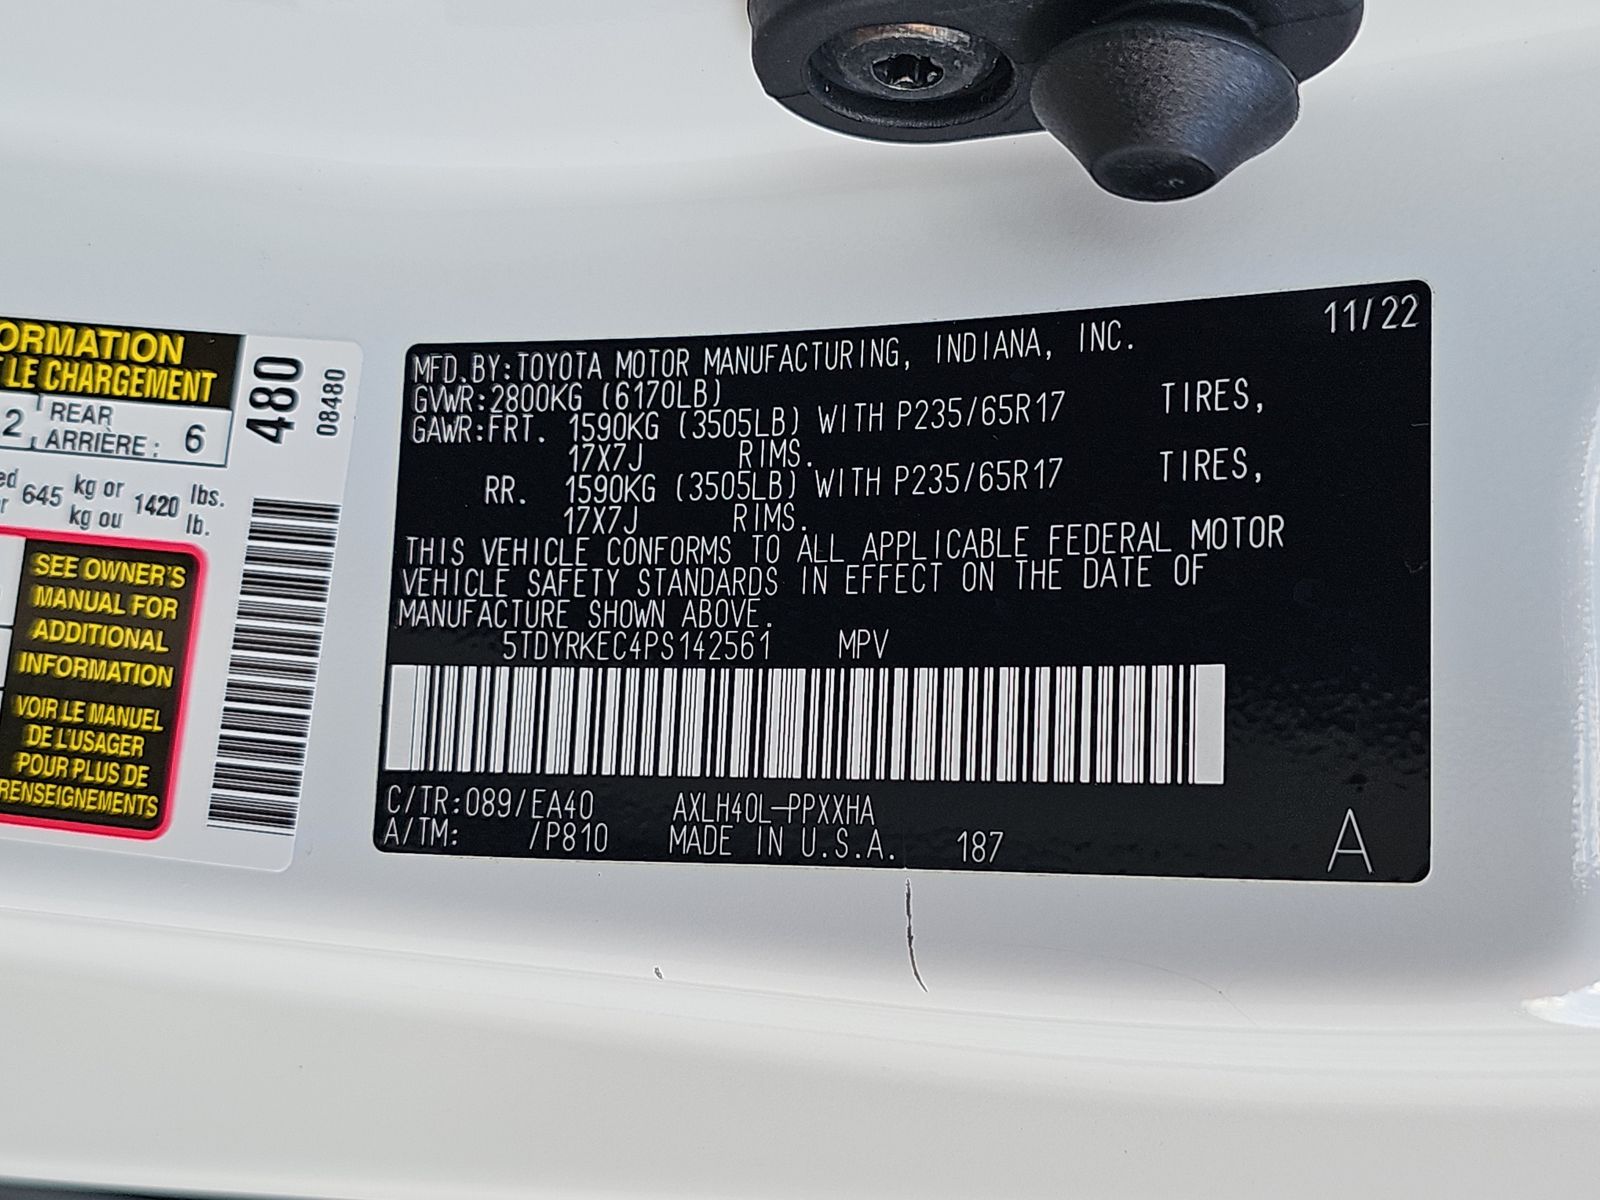 ORMATION
LE CHARGEMENT
2 REAR
ARRIÈRE : 6
645 kg or 1420 lbs.
kg ou lb.
SEE OWNER'S
MANUAL FOR
ADDITIONAL
INFORMATION
VOIR LE MANUEL
DE L'USAGER
POUR PLUS DE
RENSEIGNEMENTS
480
08480
11/22
MFD.BY:TOYOTA MOTOR MANUFACTURING, INDIANA, INC.
GVWR:2800KG (6170LB)
GAWR:FRT. 1590KG (3505LB) WITH P235/65R17 TIRES,
17X7J RIMS.
RR. 1590KG (3505LB) WITH P235/65R17 TIRES,
17X7J RIMS.
THIS VEHICLE CONFORMS TO ALL APPLICABLE FEDERAL MOTOR
VEHICLE SAFETY STANDARDS IN EFFECT ON THE DATE OF
MANUFACTURE SHOWN ABOVE.
5TDYRKEC4PS142561 MPV
C/TR:089/EA40 AXLH40L-PPXXHA
A/TM: /P810 MADE IN U.S.A. 187
A